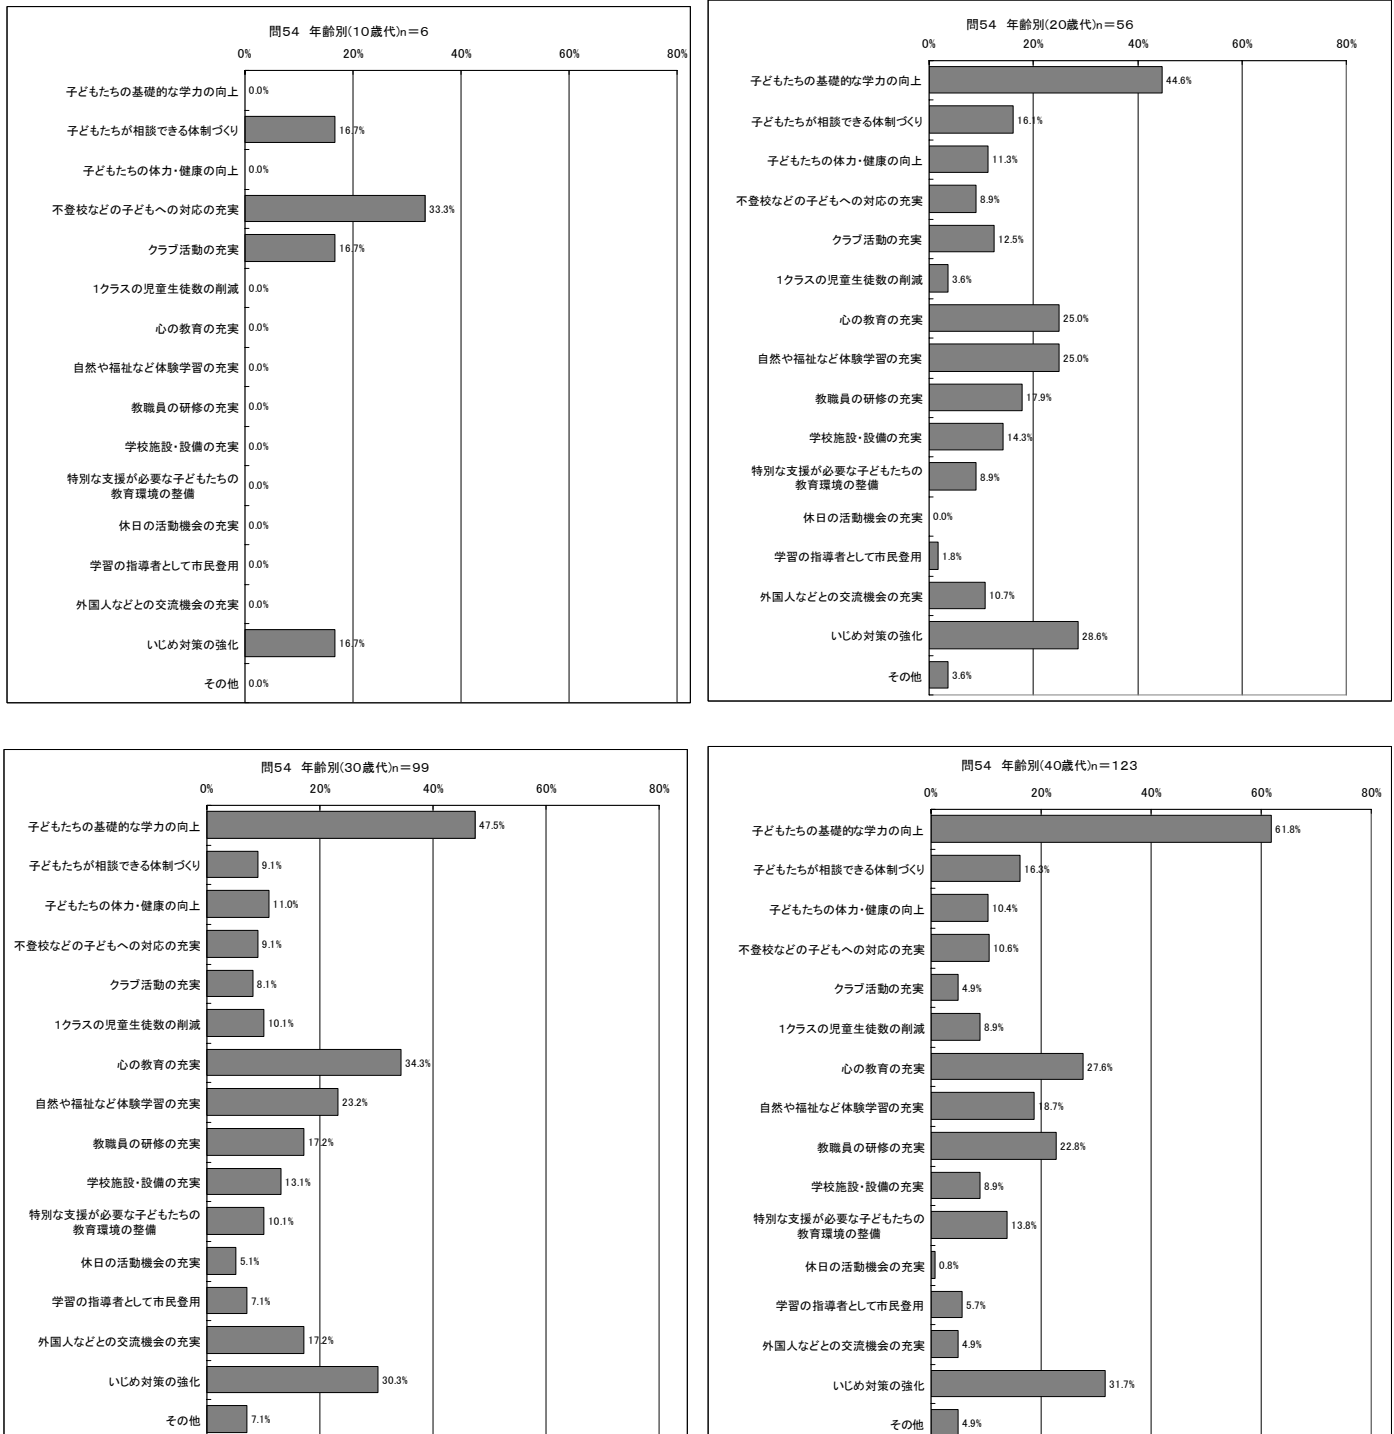 問54 年齢別(10歳代)n=6
0% 20% 40% 60% 80%
子どもたちの基礎的な学力の向上 0.0%
子どもたちが相談できる体制づくり 16.7%
子どもたちの体力・健康の向上 0.0%
不登校などの子どもへの対応の充実 33.3%
クラブ活動の充実 16.7%
1クラスの児童生徒数の削減 0.0%
心の教育の充実 0.0%
自然や福祉など体験学習の充実 0.0%
教職員の研修の充実 0.0%
学校施設・設備の充実 0.0%
特別な支援が必要な子どもたちの
教育環境の整備 0.0%
休日の活動機会の充実 0.0%
学習の指導者として市民登用 0.0%
外国人などとの交流機会の充実 0.0%
いじめ対策の強化 16.7%
その他 0.0%
問54 年齢別(20歳代)n=56
0% 20% 40% 60% 80%
子どもたちの基礎的な学力の向上 44.6%
子どもたちが相談できる体制づくり 16.1%
子どもたちの体力・健康の向上 11.3%
不登校などの子どもへの対応の充実 8.9%
クラブ活動の充実 12.5%
1クラスの児童生徒数の削減 3.6%
心の教育の充実 25.0%
自然や福祉など体験学習の充実 25.0%
教職員の研修の充実 17.9%
学校施設・設備の充実 14.3%
特別な支援が必要な子どもたちの
教育環境の整備 8.9%
休日の活動機会の充実 0.0%
学習の指導者として市民登用 1.8%
外国人などとの交流機会の充実 10.7%
いじめ対策の強化 28.6%
その他 3.6%
問54 年齢別(30歳代)n=99
0% 20% 40% 60% 80%
子どもたちの基礎的な学力の向上 47.5%
子どもたちが相談できる体制づくり 9.1%
子どもたちの体力・健康の向上 11.0%
不登校などの子どもへの対応の充実 9.1%
クラブ活動の充実 8.1%
1クラスの児童生徒数の削減 10.1%
心の教育の充実 34.3%
自然や福祉など体験学習の充実 23.2%
教職員の研修の充実 17.2%
学校施設・設備の充実 13.1%
特別な支援が必要な子どもたちの
教育環境の整備 10.1%
休日の活動機会の充実 5.1%
学習の指導者として市民登用 7.1%
外国人などとの交流機会の充実 17.2%
いじめ対策の強化 30.3%
その他 7.1%
問54 年齢別(40歳代)n=123
0% 20% 40% 60% 80%
子どもたちの基礎的な学力の向上 61.8%
子どもたちが相談できる体制づくり 16.3%
子どもたちの体力・健康の向上 10.4%
不登校などの子どもへの対応の充実 10.6%
クラブ活動の充実 4.9%
1クラスの児童生徒数の削減 8.9%
心の教育の充実 27.6%
自然や福祉など体験学習の充実 18.7%
教職員の研修の充実 22.8%
学校施設・設備の充実 8.9%
特別な支援が必要な子どもたちの
教育環境の整備 13.8%
休日の活動機会の充実 0.8%
学習の指導者として市民登用 5.7%
外国人などとの交流機会の充実 4.9%
いじめ対策の強化 31.7%
その他 4.9%